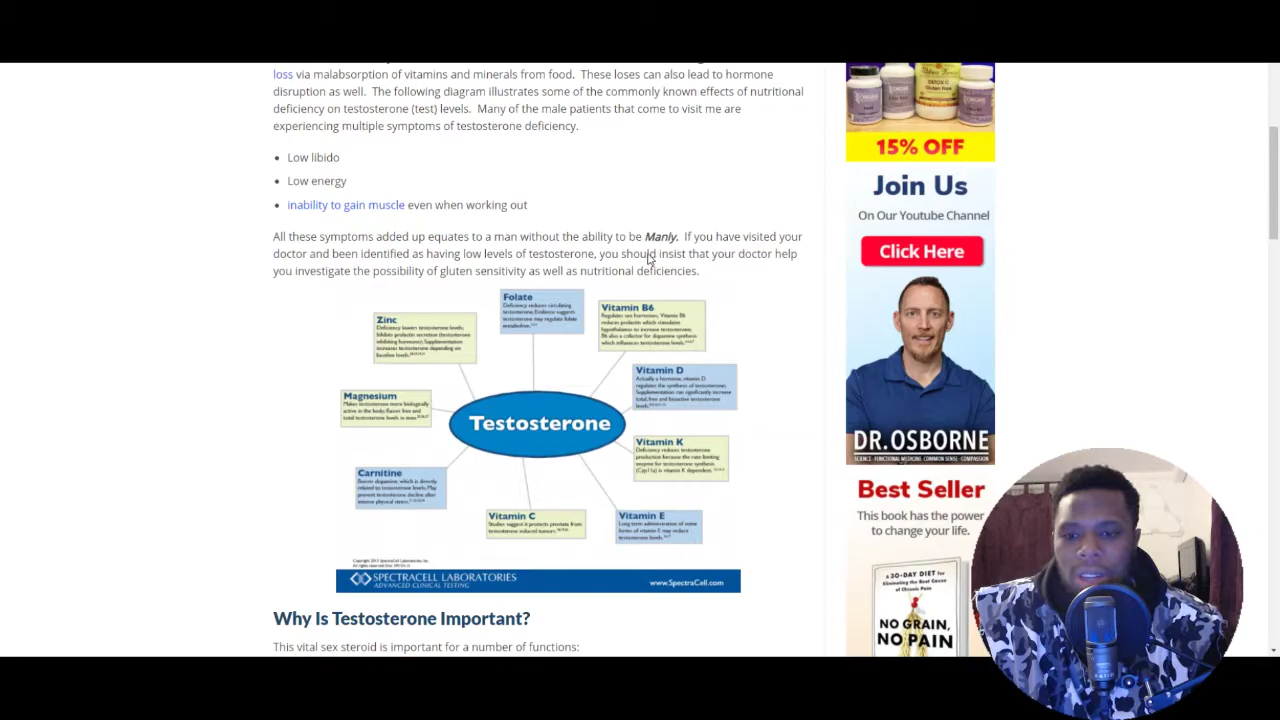 loss via malabsorption of vitamins and minerals from food. These loses can also lead to hormone
disruption as well. The following diagram illustrates some of the commonly known effects of nutritional
deficiency on testosterone (test) levels. Many of the male patients that come to visit me are
experiencing multiple symptoms of testosterone deficiency.
Low libido
Low energy
inability to gain muscle even when working out
All these symptoms added up equates to a man without the ability to be Manly. If you have visited your
doctor and been identified as having low levels of testosterone, you should insist that your doctor help
you investigate the possibility of gluten sensitivity as well as nutritional deficiencies.
Folate
Deficiency reduces circulating
testosterone; Evidence suggests
testosterone may regulate folate
metabolism.
Vitamin B6
Regulates sex hormones; Vitamin B6
reduces prolactin which stimulates
hypothalamus to increase testosterone;
B6 also a cofactor for dopamine synthesis
which influences testosterone levels.
Zinc
Deficiency lowers testosterone levels;
Inhibits prolactin secretion (testosterone
inhibiting hormone); Supplementation
increases testosterone depending on
baseline levels.
Vitamin D
Actually a hormone, vitamin D
regulates the synthesis of testosterone;
Supplementation can significantly increase
total, free and bioactive testosterone
levels.
Magnesium
Makes testosterone more biologically
active in the body; Raises free and
total testosterone levels in men.
Testosterone
Vitamin K
Deficiency reduces testosterone
production because the rate-limiting
enzyme for testosterone synthesis
(Cyp11a) is vitamin K dependent.
Carnitine
Boosts dopamine, which is directly
related to testosterone levels; May
prevent testosterone decline after
intense physical stress.
Vitamin C
Studies suggest it protects prostate from
testosterone induced tumors.
Vitamin E
Long term administration of some
forms of vitamin E may reduce
testosterone levels.
Copyright 2013 SpectraCell Laboratories, Inc.
All rights reserved.
SPECTRACELL LABORATORIES
ADVANCED CLINICAL TESTING
www.SpectraCell.com
Why Is Testosterone Important?
This vital sex steroid is important for a number of functions:
DETOX C
Gluten Free
15% OFF
Join Us
On Our Youtube Channel
Click Here
DR. OSBORNE
SCIENCE - FUNCTIONAL MEDICINE - COMMON SENSE - COMPASSION
Best Seller
This book has the power
to change your life.
A 30-DAY DIET for
Eliminating the Root Cause
of Chronic Pain
NO GRAIN,
NO PAIN